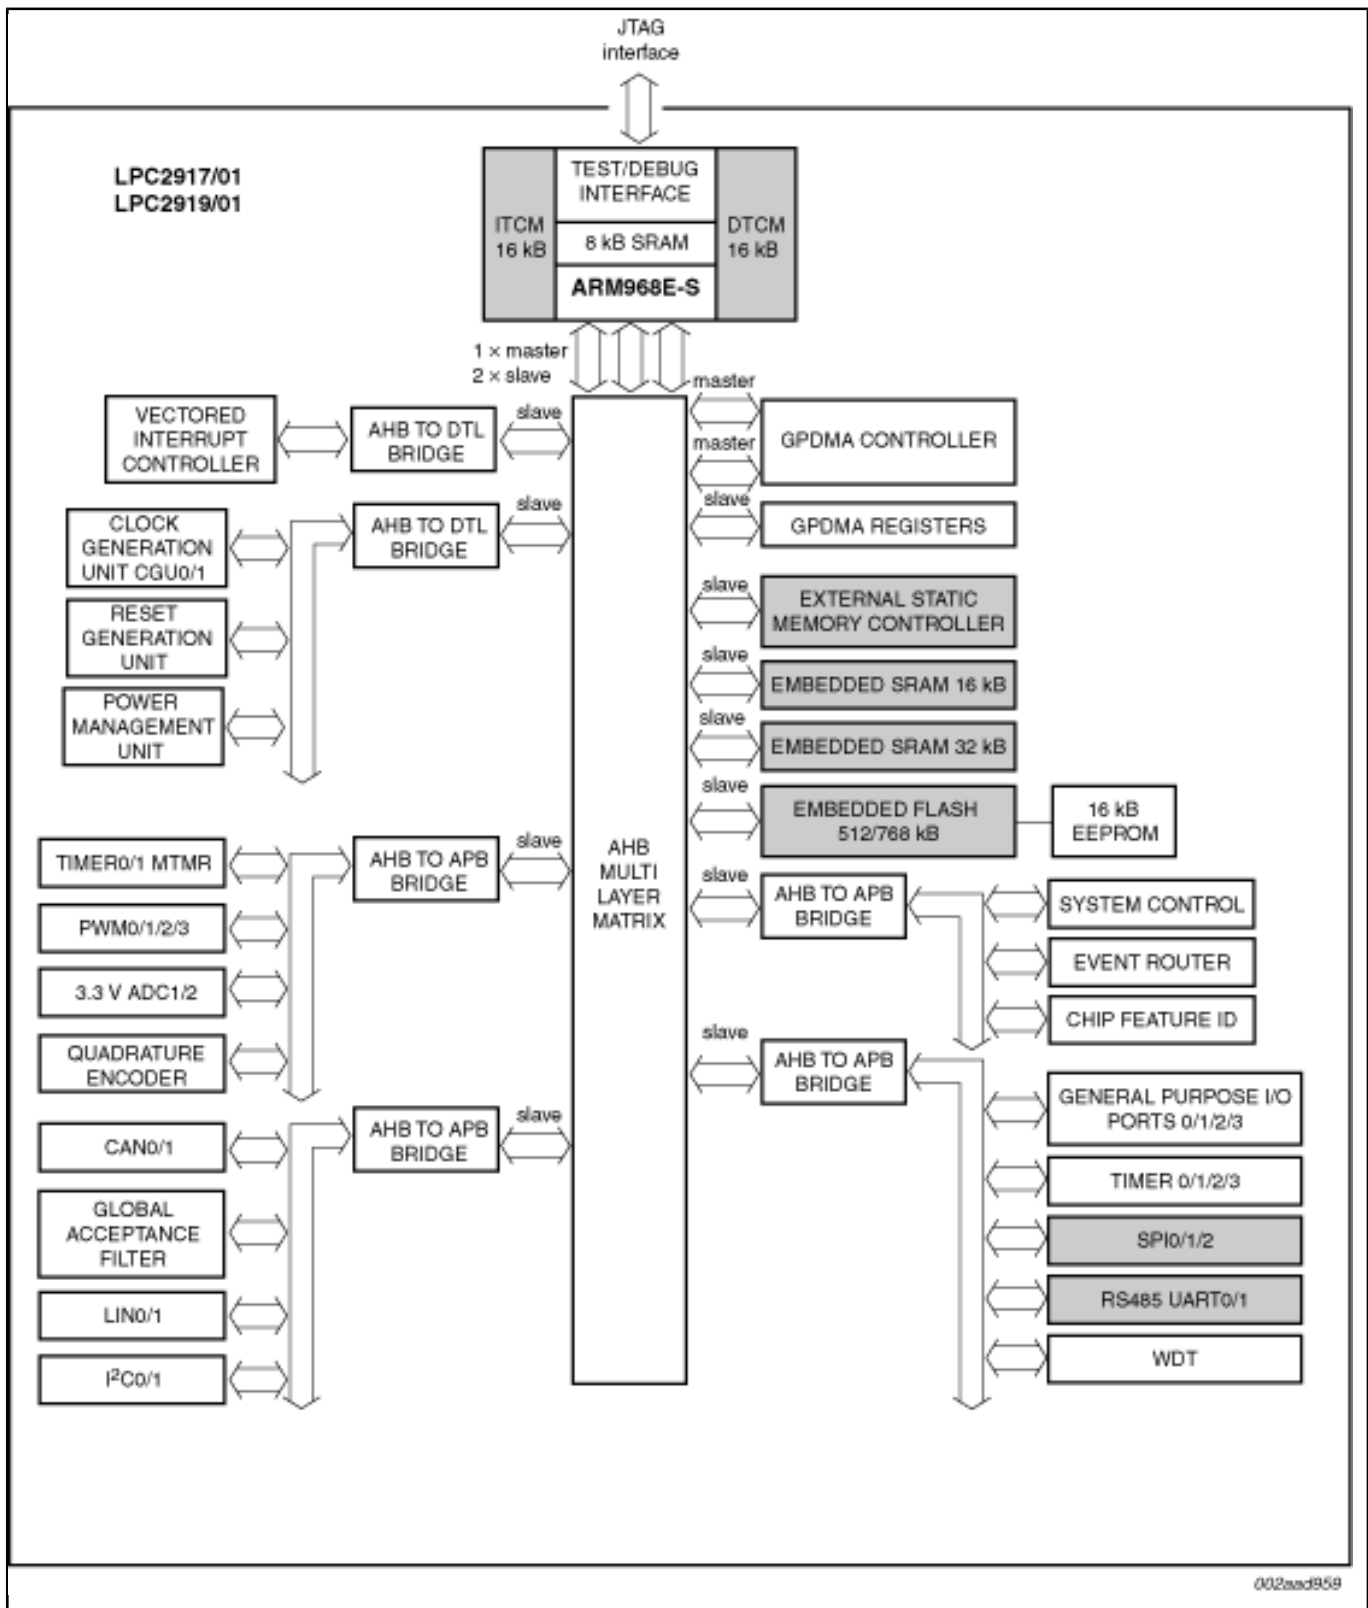 JTAG
interface
LPC2917/01
LPC2919/01
ITCM
16 kB
TEST/DEBUG
INTERFACE
8 kB SRAM
ARM968E-S
DTCM
16 kB
1 × master
2 × slave
master
master
slave
GPDMA CONTROLLER
GPDMA REGISTERS
VECTORED
INTERRUPT
CONTROLLER
AHB TO DTL
BRIDGE
slave
CLOCK
GENERATION
UNIT CGU0/1
AHB TO DTL
BRIDGE
slave
RESET
GENERATION
UNIT
POWER
MANAGEMENT
UNIT
slave
EXTERNAL STATIC
MEMORY CONTROLLER
slave
EMBEDDED SRAM 16 kB
slave
EMBEDDED SRAM 32 kB
slave
EMBEDDED FLASH
512/768 kB
16 kB
EEPROM
AHB
MULTI
LAYER
MATRIX
TIMER0/1 MTMR
AHB TO APB
BRIDGE
slave
PWM0/1/2/3
3.3 V ADC1/2
QUADRATURE
ENCODER
slave
AHB TO APB
BRIDGE
SYSTEM CONTROL
EVENT ROUTER
CHIP FEATURE ID
slave
AHB TO APB
BRIDGE
GENERAL PURPOSE I/O
PORTS 0/1/2/3
TIMER 0/1/2/3
SPI0/1/2
RS485 UART0/1
WDT
CAN0/1
AHB TO APB
BRIDGE
slave
GLOBAL
ACCEPTANCE
FILTER
LIN0/1
I²C0/1
002aad959